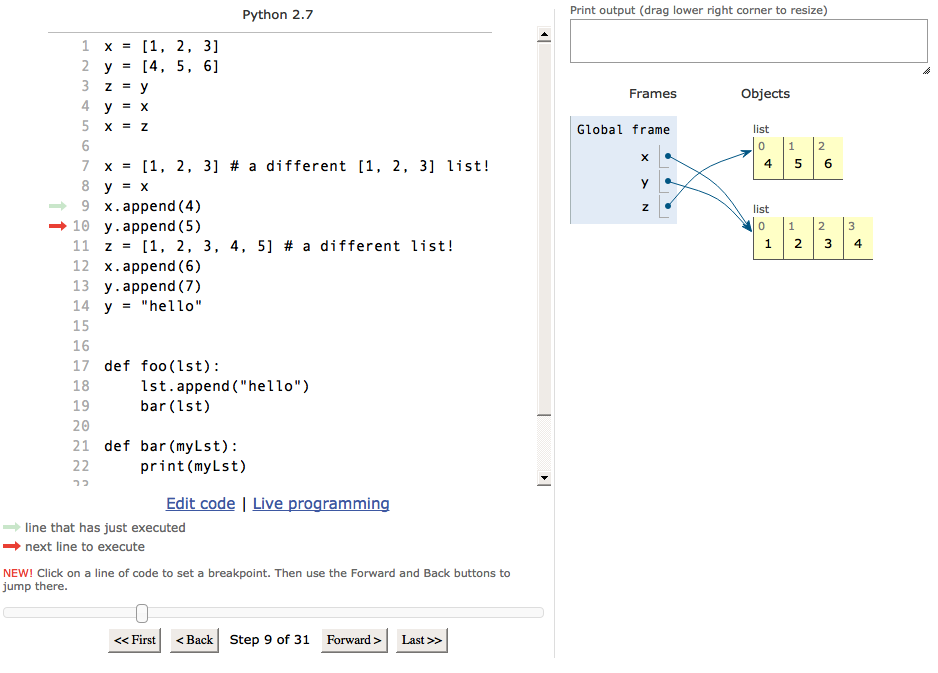 Python 2.7
1 x = [1, 2, 3]
2 y = [4, 5, 6]
3 z = y
4 y = x
5 x = z
6
7 x = [1, 2, 3] # a different [1, 2, 3] list!
8 y = x
9 x.append(4)
10 y.append(5)
11 z = [1, 2, 3, 4, 5] # a different list!
12 x.append(6)
13 y.append(7)
14 y = "hello"
15
16
17 def foo(lst):
18     lst.append("hello")
19     bar(lst)
20
21 def bar(myLst):
22     print(myLst)
23
Edit code | Live programming
line that has just executed
next line to execute
NEW! Click on a line of code to set a breakpoint. Then use the Forward and Back buttons to
jump there.
<< First < Back Step 9 of 31 Forward > Last >>
Print output (drag lower right corner to resize)
Frames Objects
Global frame
x
y
z
list
0 1 2
4 5 6
list
0 1 2 3
1 2 3 4